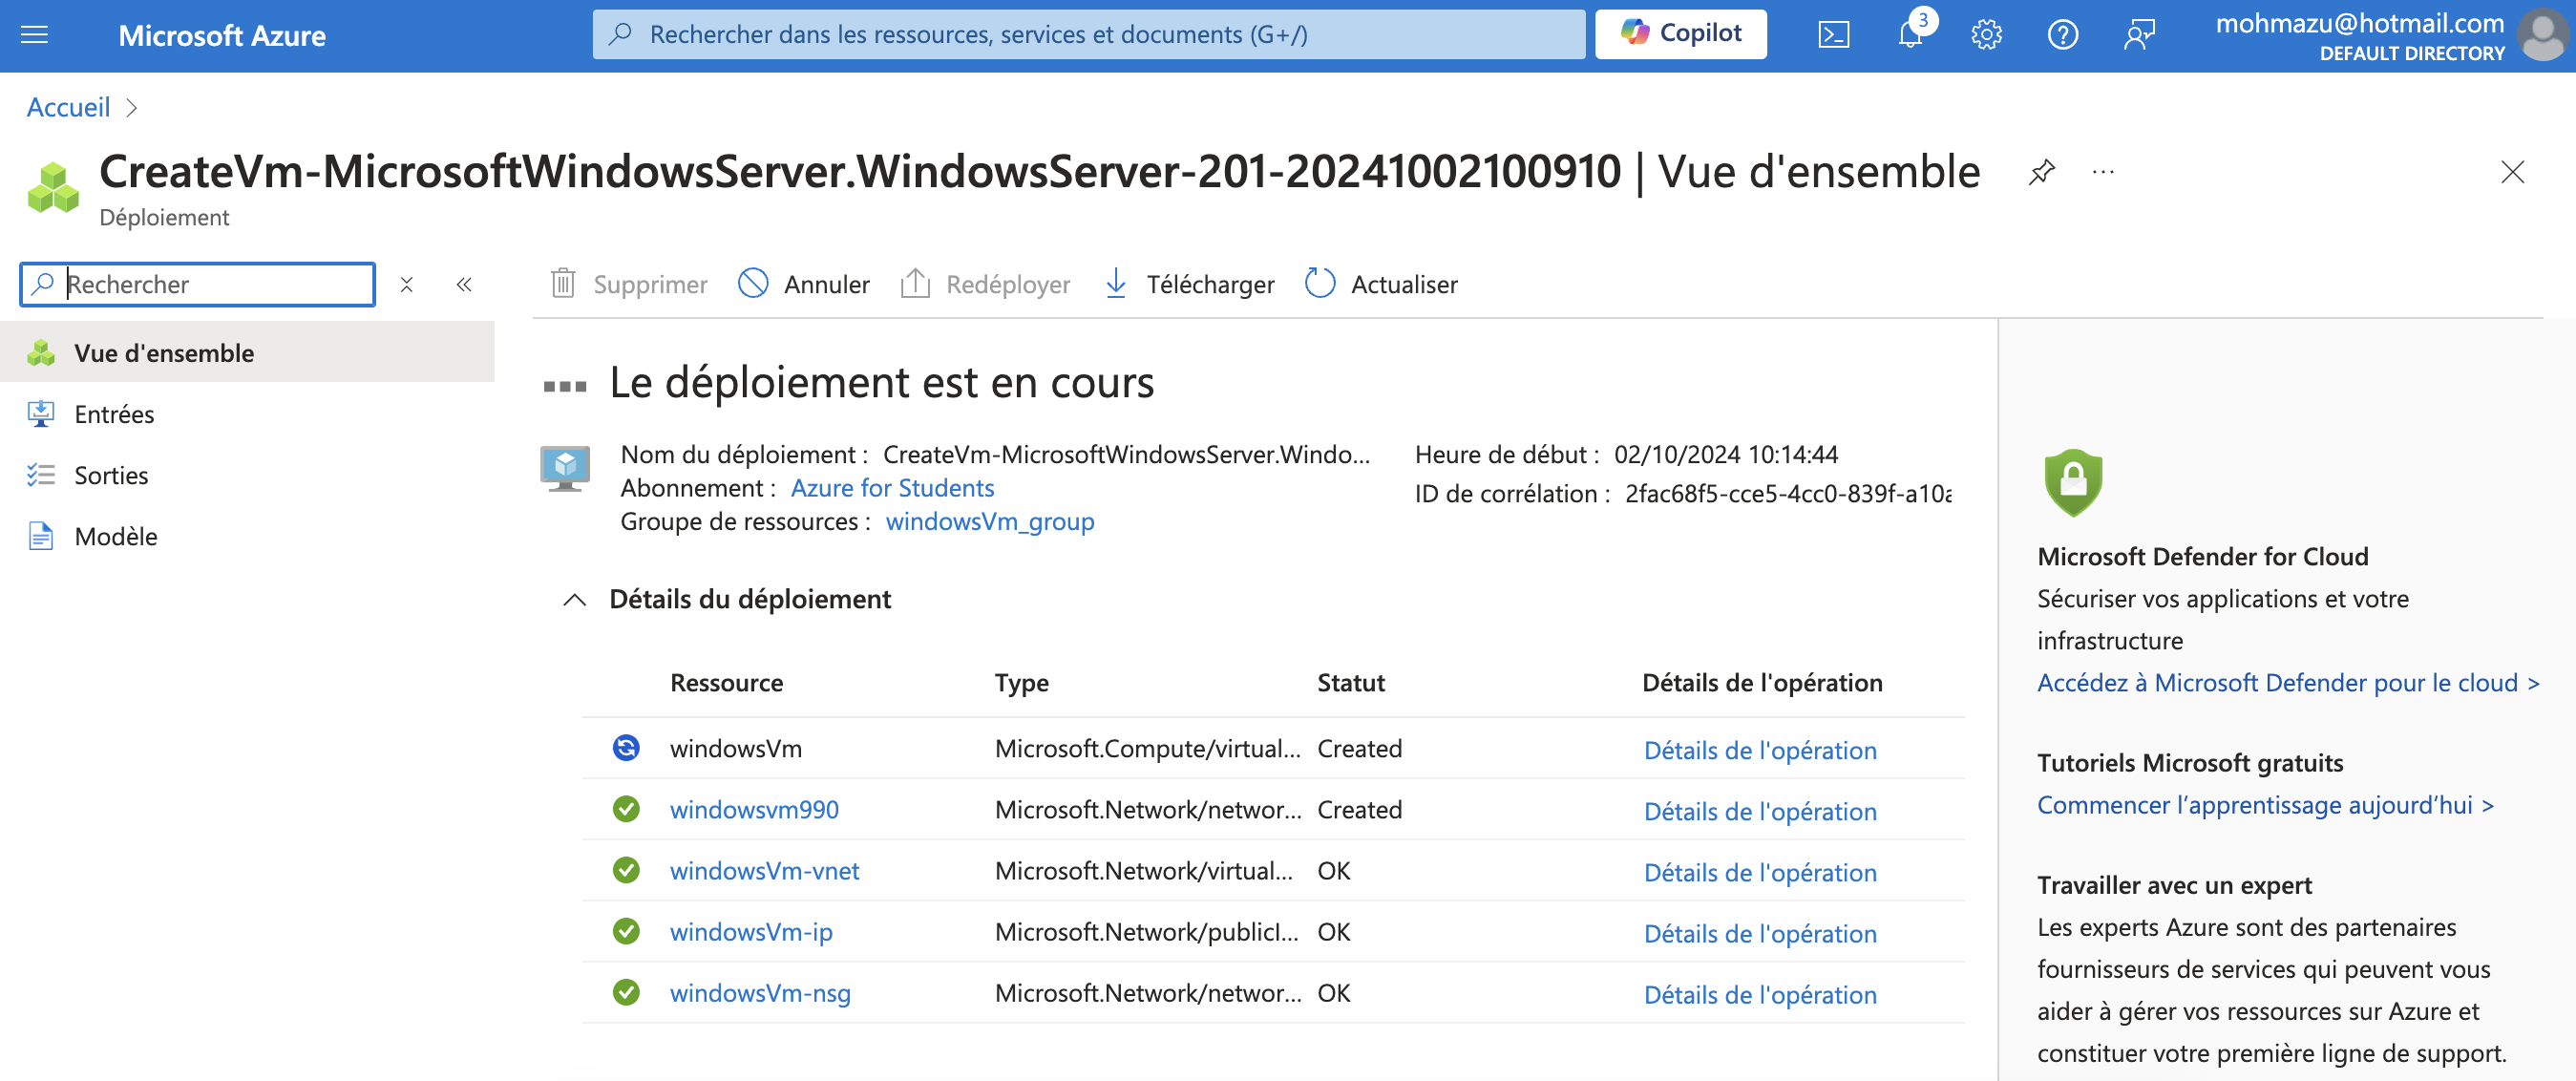 Microsoft Azure
Rechercher dans les ressources, services et documents (G+/)
Copilot
3
mohmazu@hotmail.com
DEFAULT DIRECTORY
Accueil
CreateVm-MicrosoftWindowsServer.WindowsServer-201-20241002100910 | Vue d'ensemble
Déploiement
Rechercher
Supprimer
Annuler
Redéployer
Télécharger
Actualiser
Vue d'ensemble
Entrées
Sorties
Modèle
Le déploiement est en cours
Nom du déploiement : CreateVm-MicrosoftWindowsServer.Windo...
Abonnement : Azure for Students
Groupe de ressources : windowsVm_group
Heure de début : 02/10/2024 10:14:44
ID de corrélation : 2fac68f5-cce5-4cc0-839f-a10a
Détails du déploiement
Ressource Type Statut Détails de l'opération
windowsVm Microsoft.Compute/virtual... Created Détails de l'opération
windowsvm990 Microsoft.Network/networ... Created Détails de l'opération
windowsVm-vnet Microsoft.Network/virtual... OK Détails de l'opération
windowsVm-ip Microsoft.Network/publicI... OK Détails de l'opération
windowsVm-nsg Microsoft.Network/networ... OK Détails de l'opération
Microsoft Defender for Cloud
Sécuriser vos applications et votre
infrastructure
Accédez à Microsoft Defender pour le cloud >
Tutoriels Microsoft gratuits
Commencer l’apprentissage aujourd’hui >
Travailler avec un expert
Les experts Azure sont des partenaires
fournisseurs de services qui peuvent vous
aider à gérer vos ressources sur Azure et
constituer votre première ligne de support.